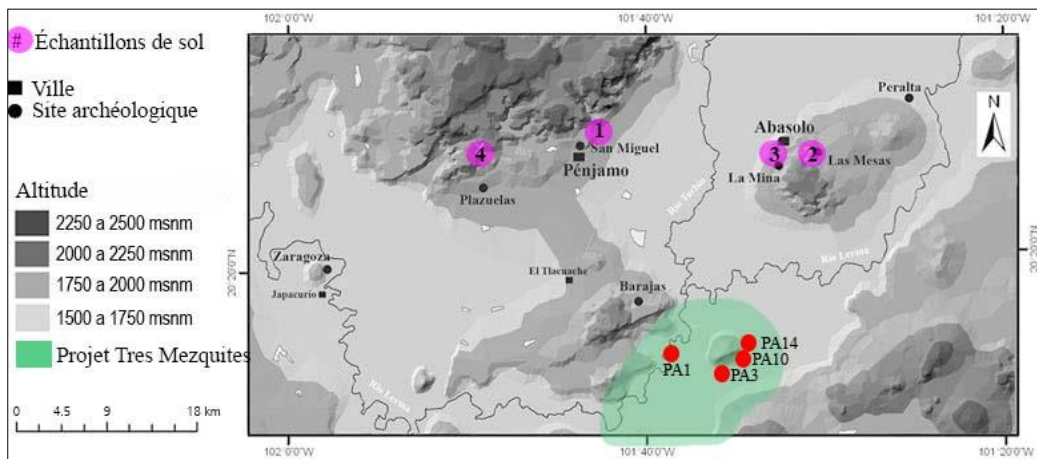 102°0'0"W
101°40'0"W
101°20'0"W
# Échantillons de sol
Ville
Site archéologique
Altitude
2250 a 2500 msnm
2000 a 2250 msnm
1750 a 2000 msnm
1500 a 1750 msnm
Projet Tres Mezquites
0 4.5 9 18 km
N
Peralta
1
San Miguel
Pénjamo
4
Plazuelas
Abasolo
3
2
Las Mesas
La Mina
Río Turbio
Río Lerma
20°20'0"N
20°20'0"N
Zaragoza
Japacurio
El Tlacuache
Barajas
PA14
PA10
PA1
PA3
Río Lerma
102°0'0"W
101°40'0"W
101°20'0"W